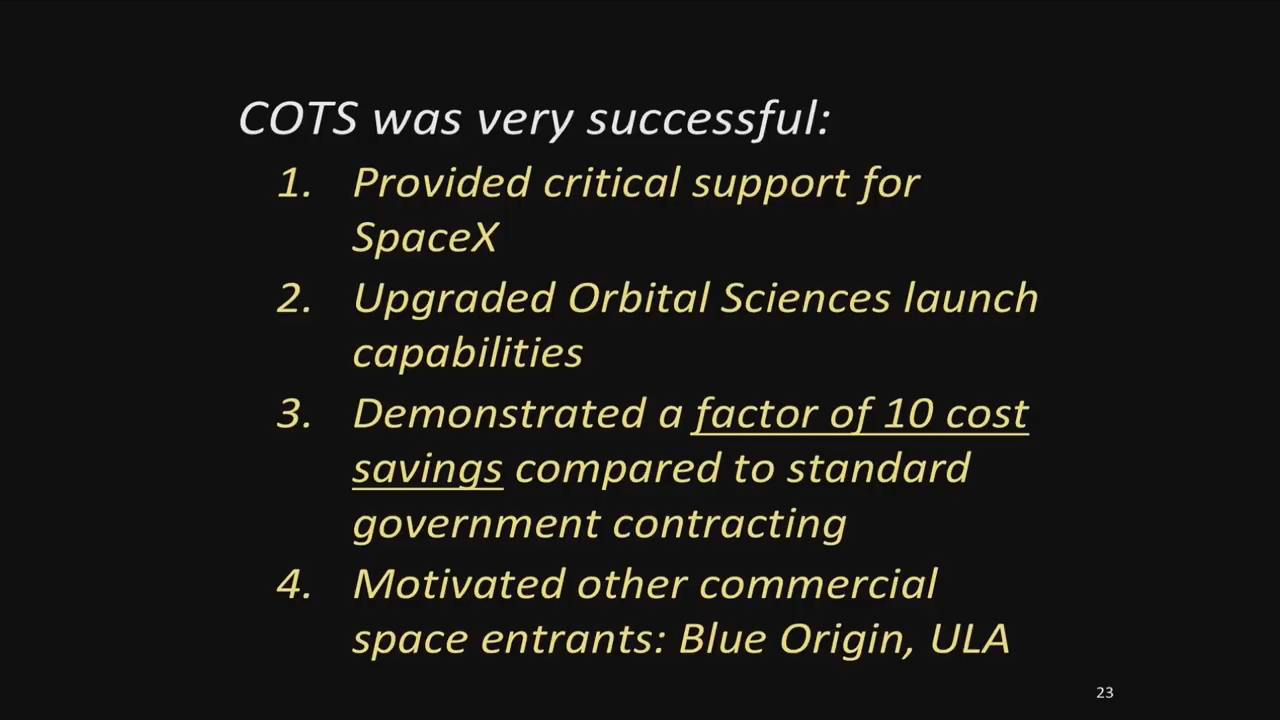 COTS was very successful:
1. Provided critical support for
SpaceX
2. Upgraded Orbital Sciences launch
capabilities
3. Demonstrated a factor of 10 cost
savings compared to standard
government contracting
4. Motivated other commercial
space entrants: Blue Origin, ULA
23